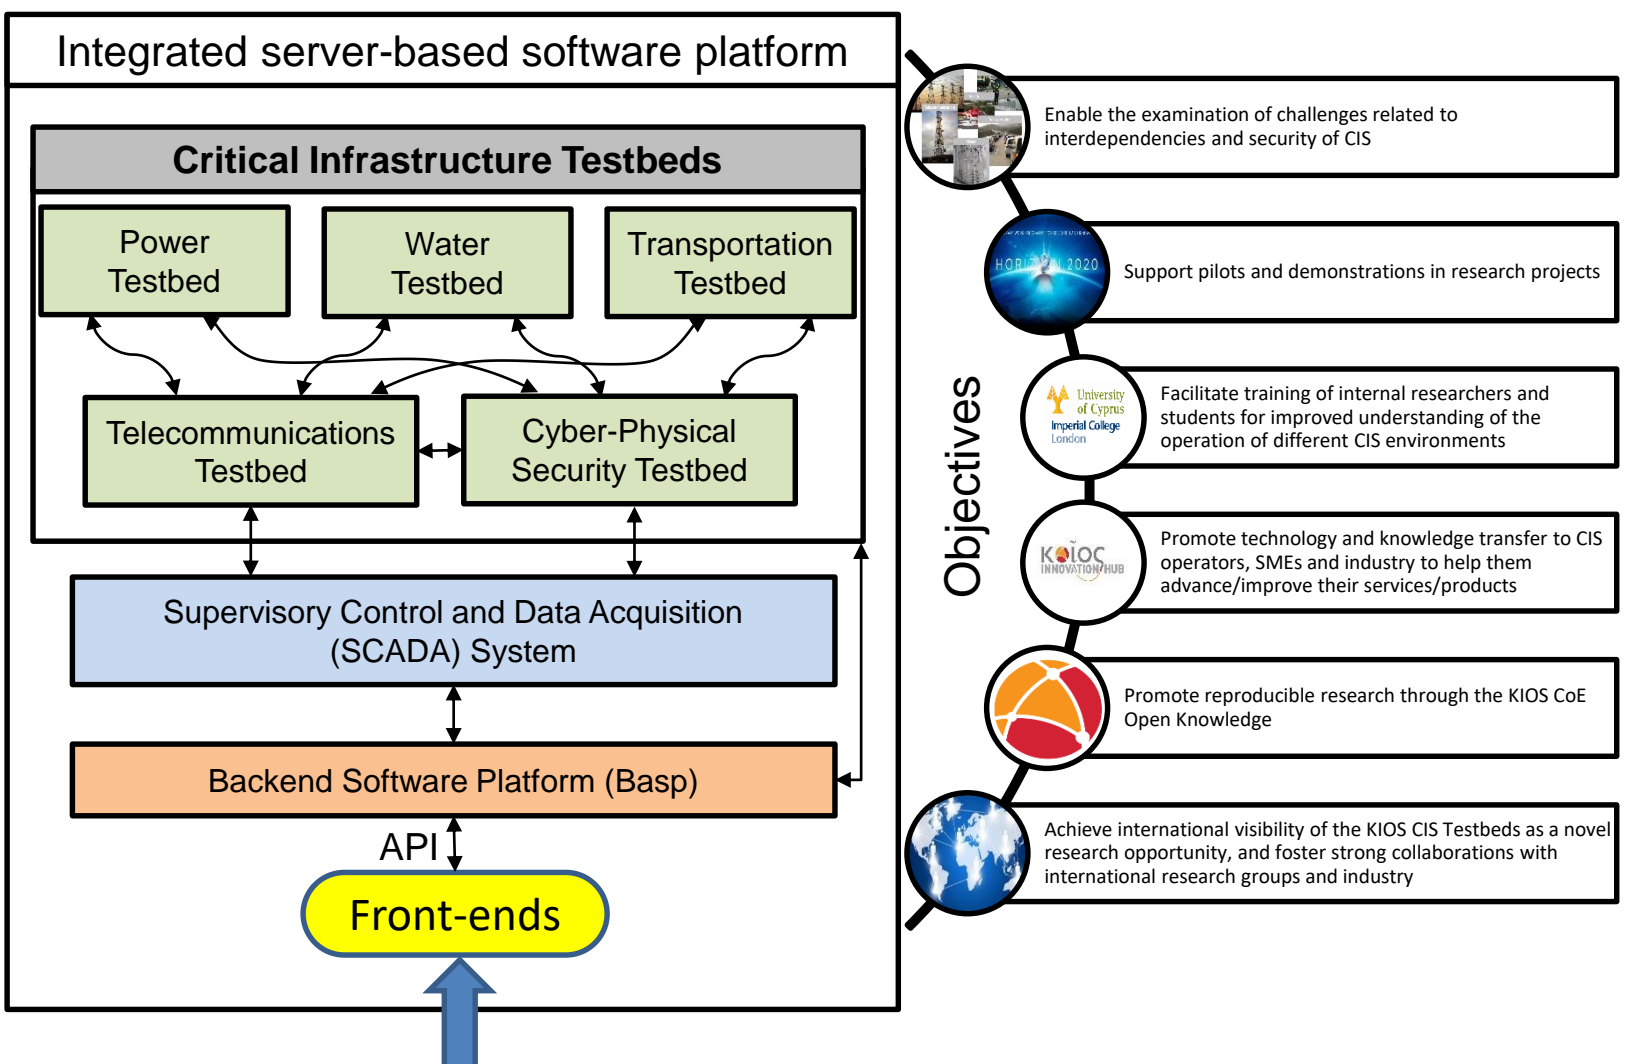 Integrated server-based software platform
Critical Infrastructure Testbeds
Power
Testbed
Water
Testbed
Transportation
Testbed
Telecommunications
Testbed
Cyber-Physical
Security Testbed
Supervisory Control and Data Acquisition
(SCADA) System
Backend Software Platform (Basp)
API
Front-ends
Objectives
Enable the examination of challenges related to
interdependencies and security of CIS
HORIZON 2020
Support pilots and demonstrations in research projects
University
of Cyprus
Imperial College
London
Facilitate training of internal researchers and
students for improved understanding of the
operation of different CIS environments
INNOVATION HUB
Promote technology and knowledge transfer to CIS
operators, SMEs and industry to help them
advance/improve their services/products
Promote reproducible research through the KIOS CoE
Open Knowledge
Achieve international visibility of the KIOS CIS Testbeds as a novel
research opportunity, and foster strong collaborations with
international research groups and industry